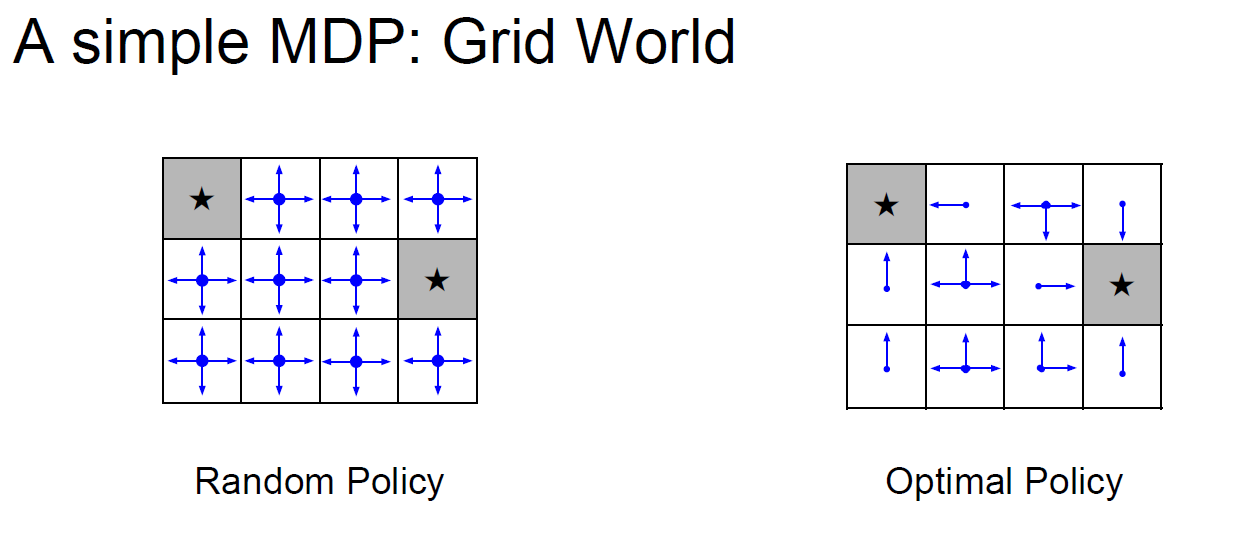 A simple MDP: Grid World
Random Policy
Optimal Policy